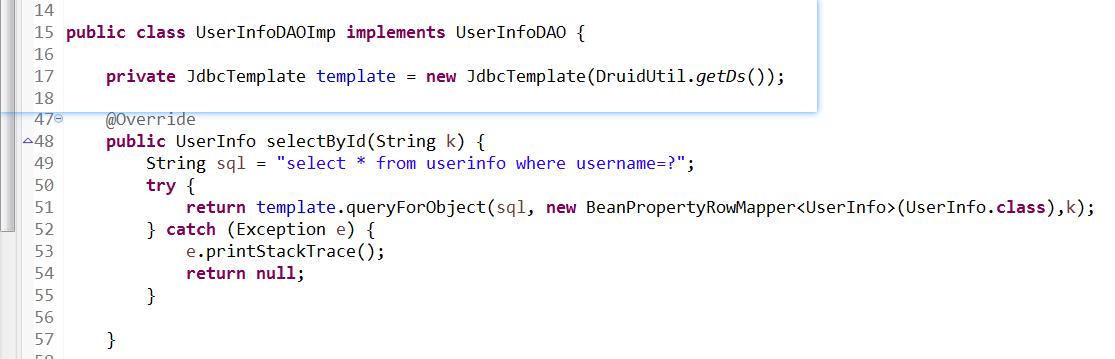 14
15 public class UserInfoDAOImp implements UserInfoDAO {
16
17     private JdbcTemplate template = new JdbcTemplate(DruidUtil.getDs());
18
47     @Override
48     public UserInfo selectById(String k) {
49         String sql = "select * from userinfo where username=?";
50         try {
51             return template.queryForObject(sql, new BeanPropertyRowMapper<UserInfo>(UserInfo.class),k);
52         } catch (Exception e) {
53             e.printStackTrace();
54             return null;
55         }
56
57     }